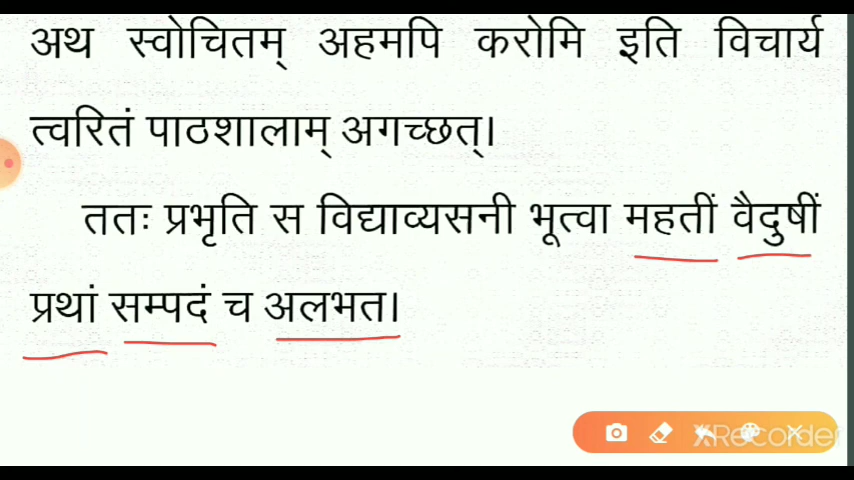 अथ स्वोचितम् अहमपि करोमि इति विचार्य
त्वरितं पाठशालाम् अगच्छत्।
ततः प्रभृति स विद्याव्यसनी भूत्वा महतीं वैदुषीं
प्रथां सम्पदं च अलभत।
XRecorder